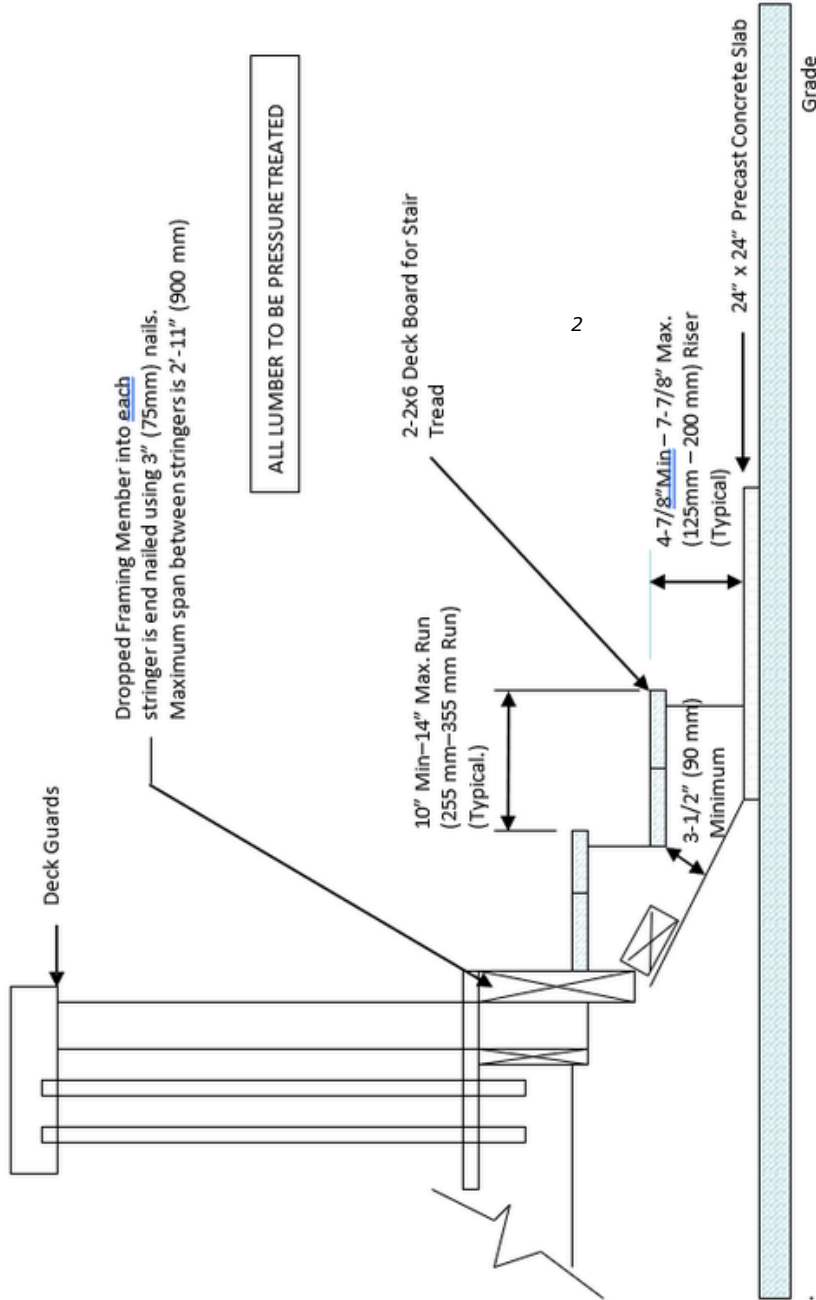 Deck Guards
Dropped Framing Member into each
stringer is end nailed using 3” (75mm) nails.
Maximum span between stringers is 2’-11” (900 mm)
ALL LUMBER TO BE PRESSURE TREATED
2-2x6 Deck Board for Stair
Tread
10” Min–14” Max. Run
(255 mm–355 mm Run)
(Typical.)
2
4-7/8”Min – 7-7/8” Max.
(125mm – 200 mm) Riser
(Typical)
3-1/2” (90 mm)
Minimum
24” x 24” Precast Concrete Slab
Grade